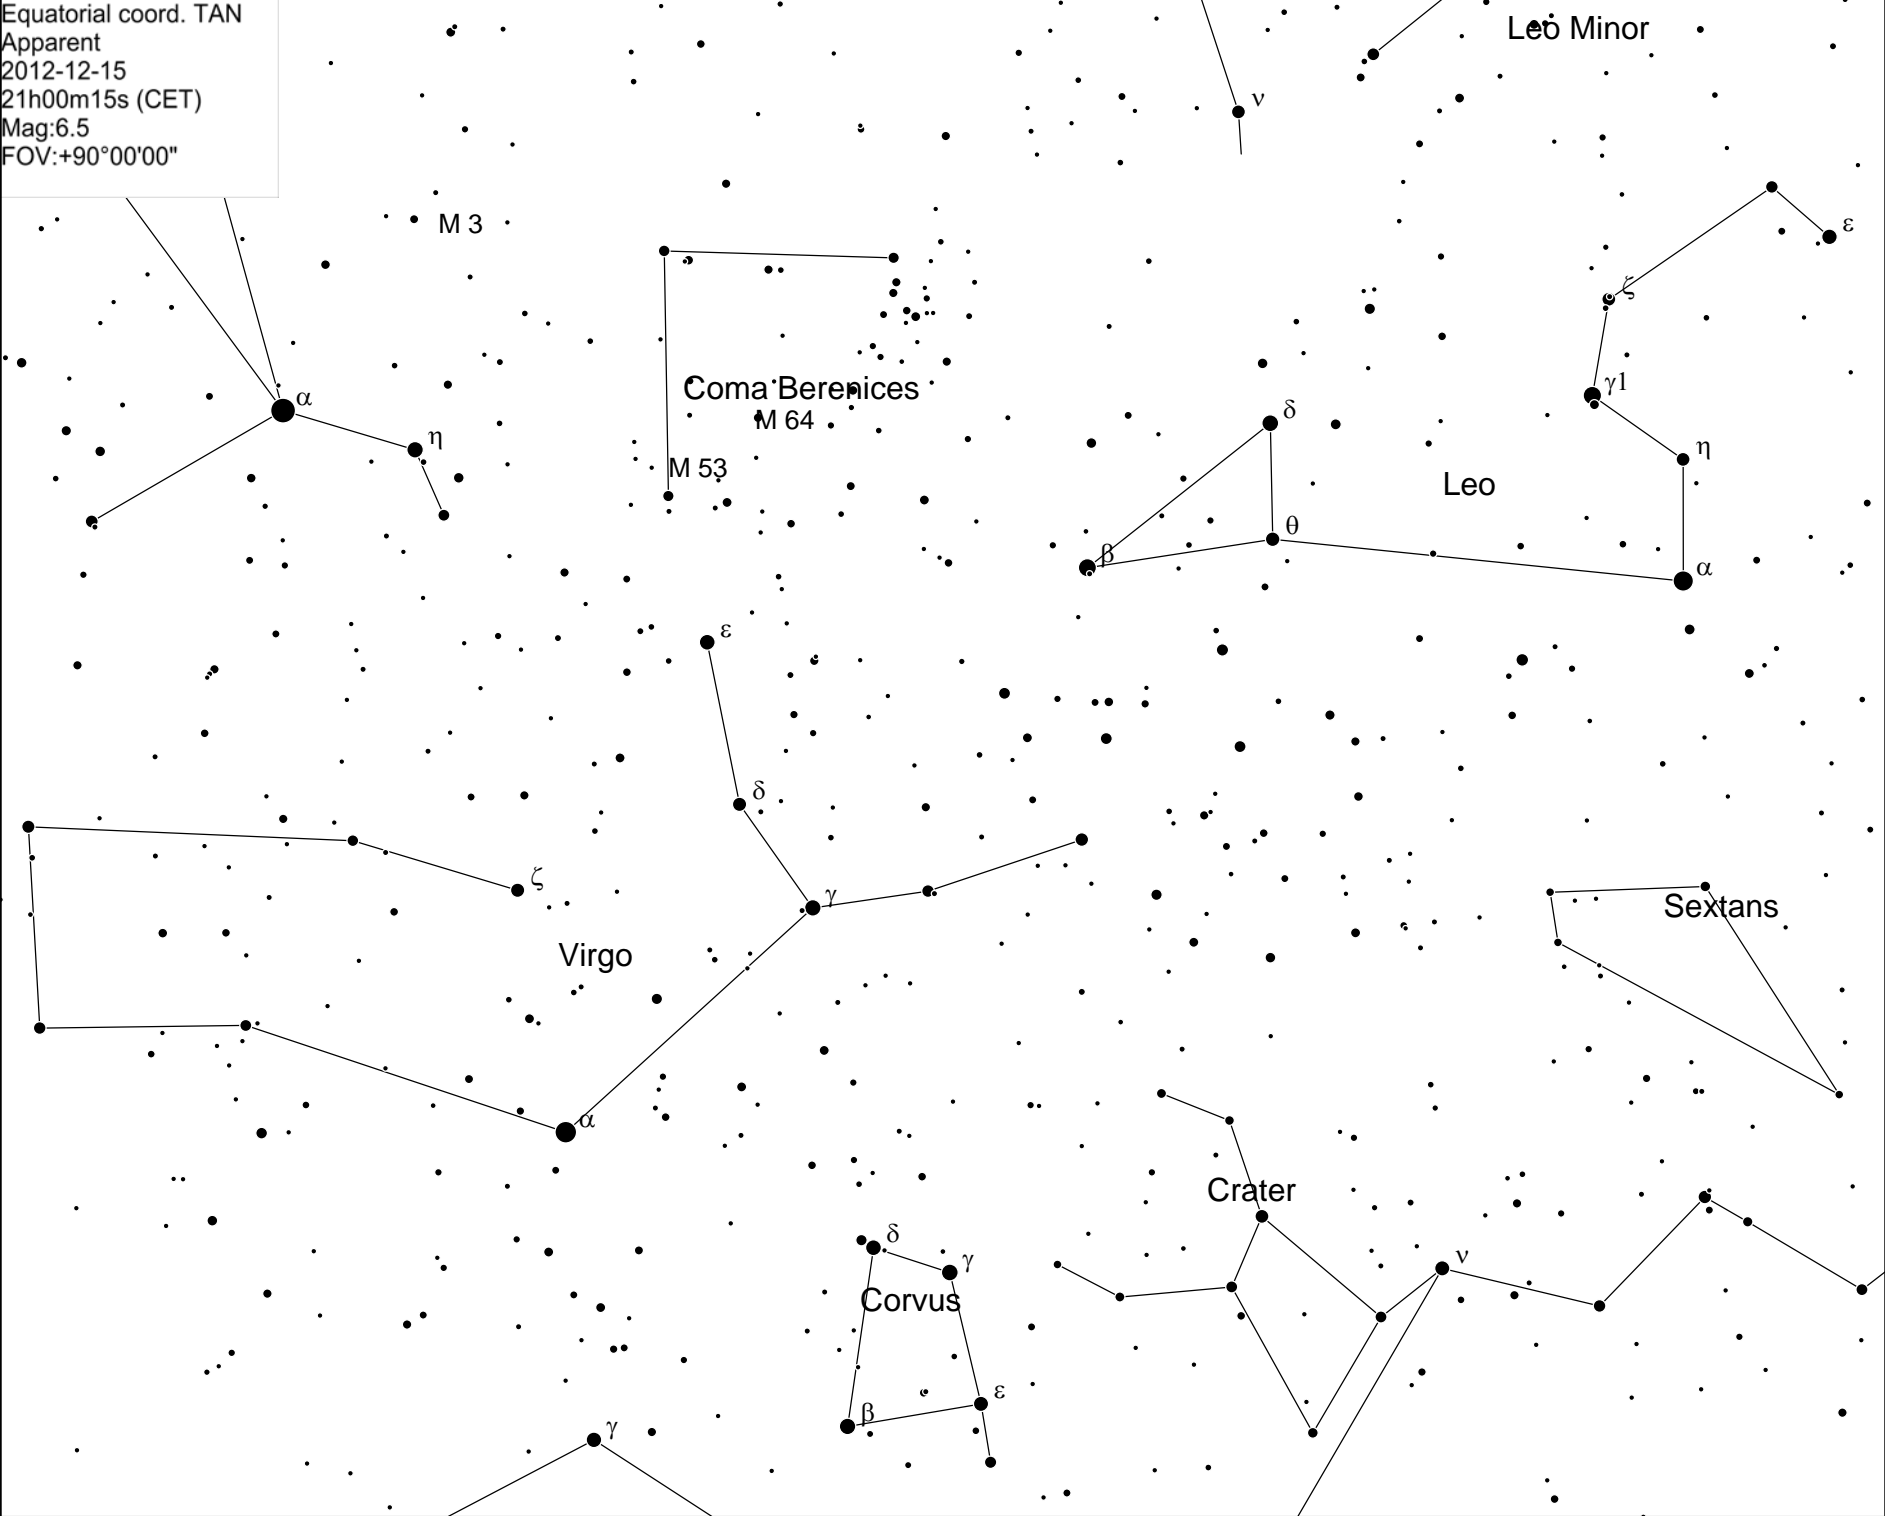 Equatorial coord. TAN
Apparent
2012-12-15
21h00m15s (CET)
Mag:6.5
FOV:+90°00'00"
Leo Minor
ν
M 3
ε
ζ
Coma Berenices
γ1
α
M 64
δ
η
η
M 53
Leo
θ
β
α
ε
δ
ζ
γ
Sextans
Virgo
α
Crater
δ
γ
ν
Corvus
ε
β
γ